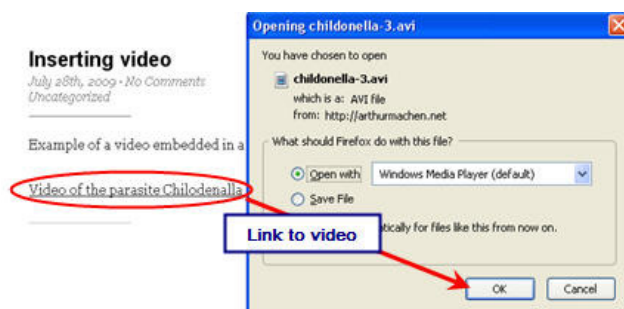 Inserting video
July 28th, 2009 · No Comments
Uncategorized
Example of a video embedded in a
Video of the parasite Chilodenalla
Opening childonella-3.avi
You have chosen to open
childonella-3.avi
which is a: AVI file
from: http://arthurmachen.net
What should Firefox do with this file?
Open with Windows Media Player (default)
Save File
atically for files like this from now on.
Link to video
OK Cancel